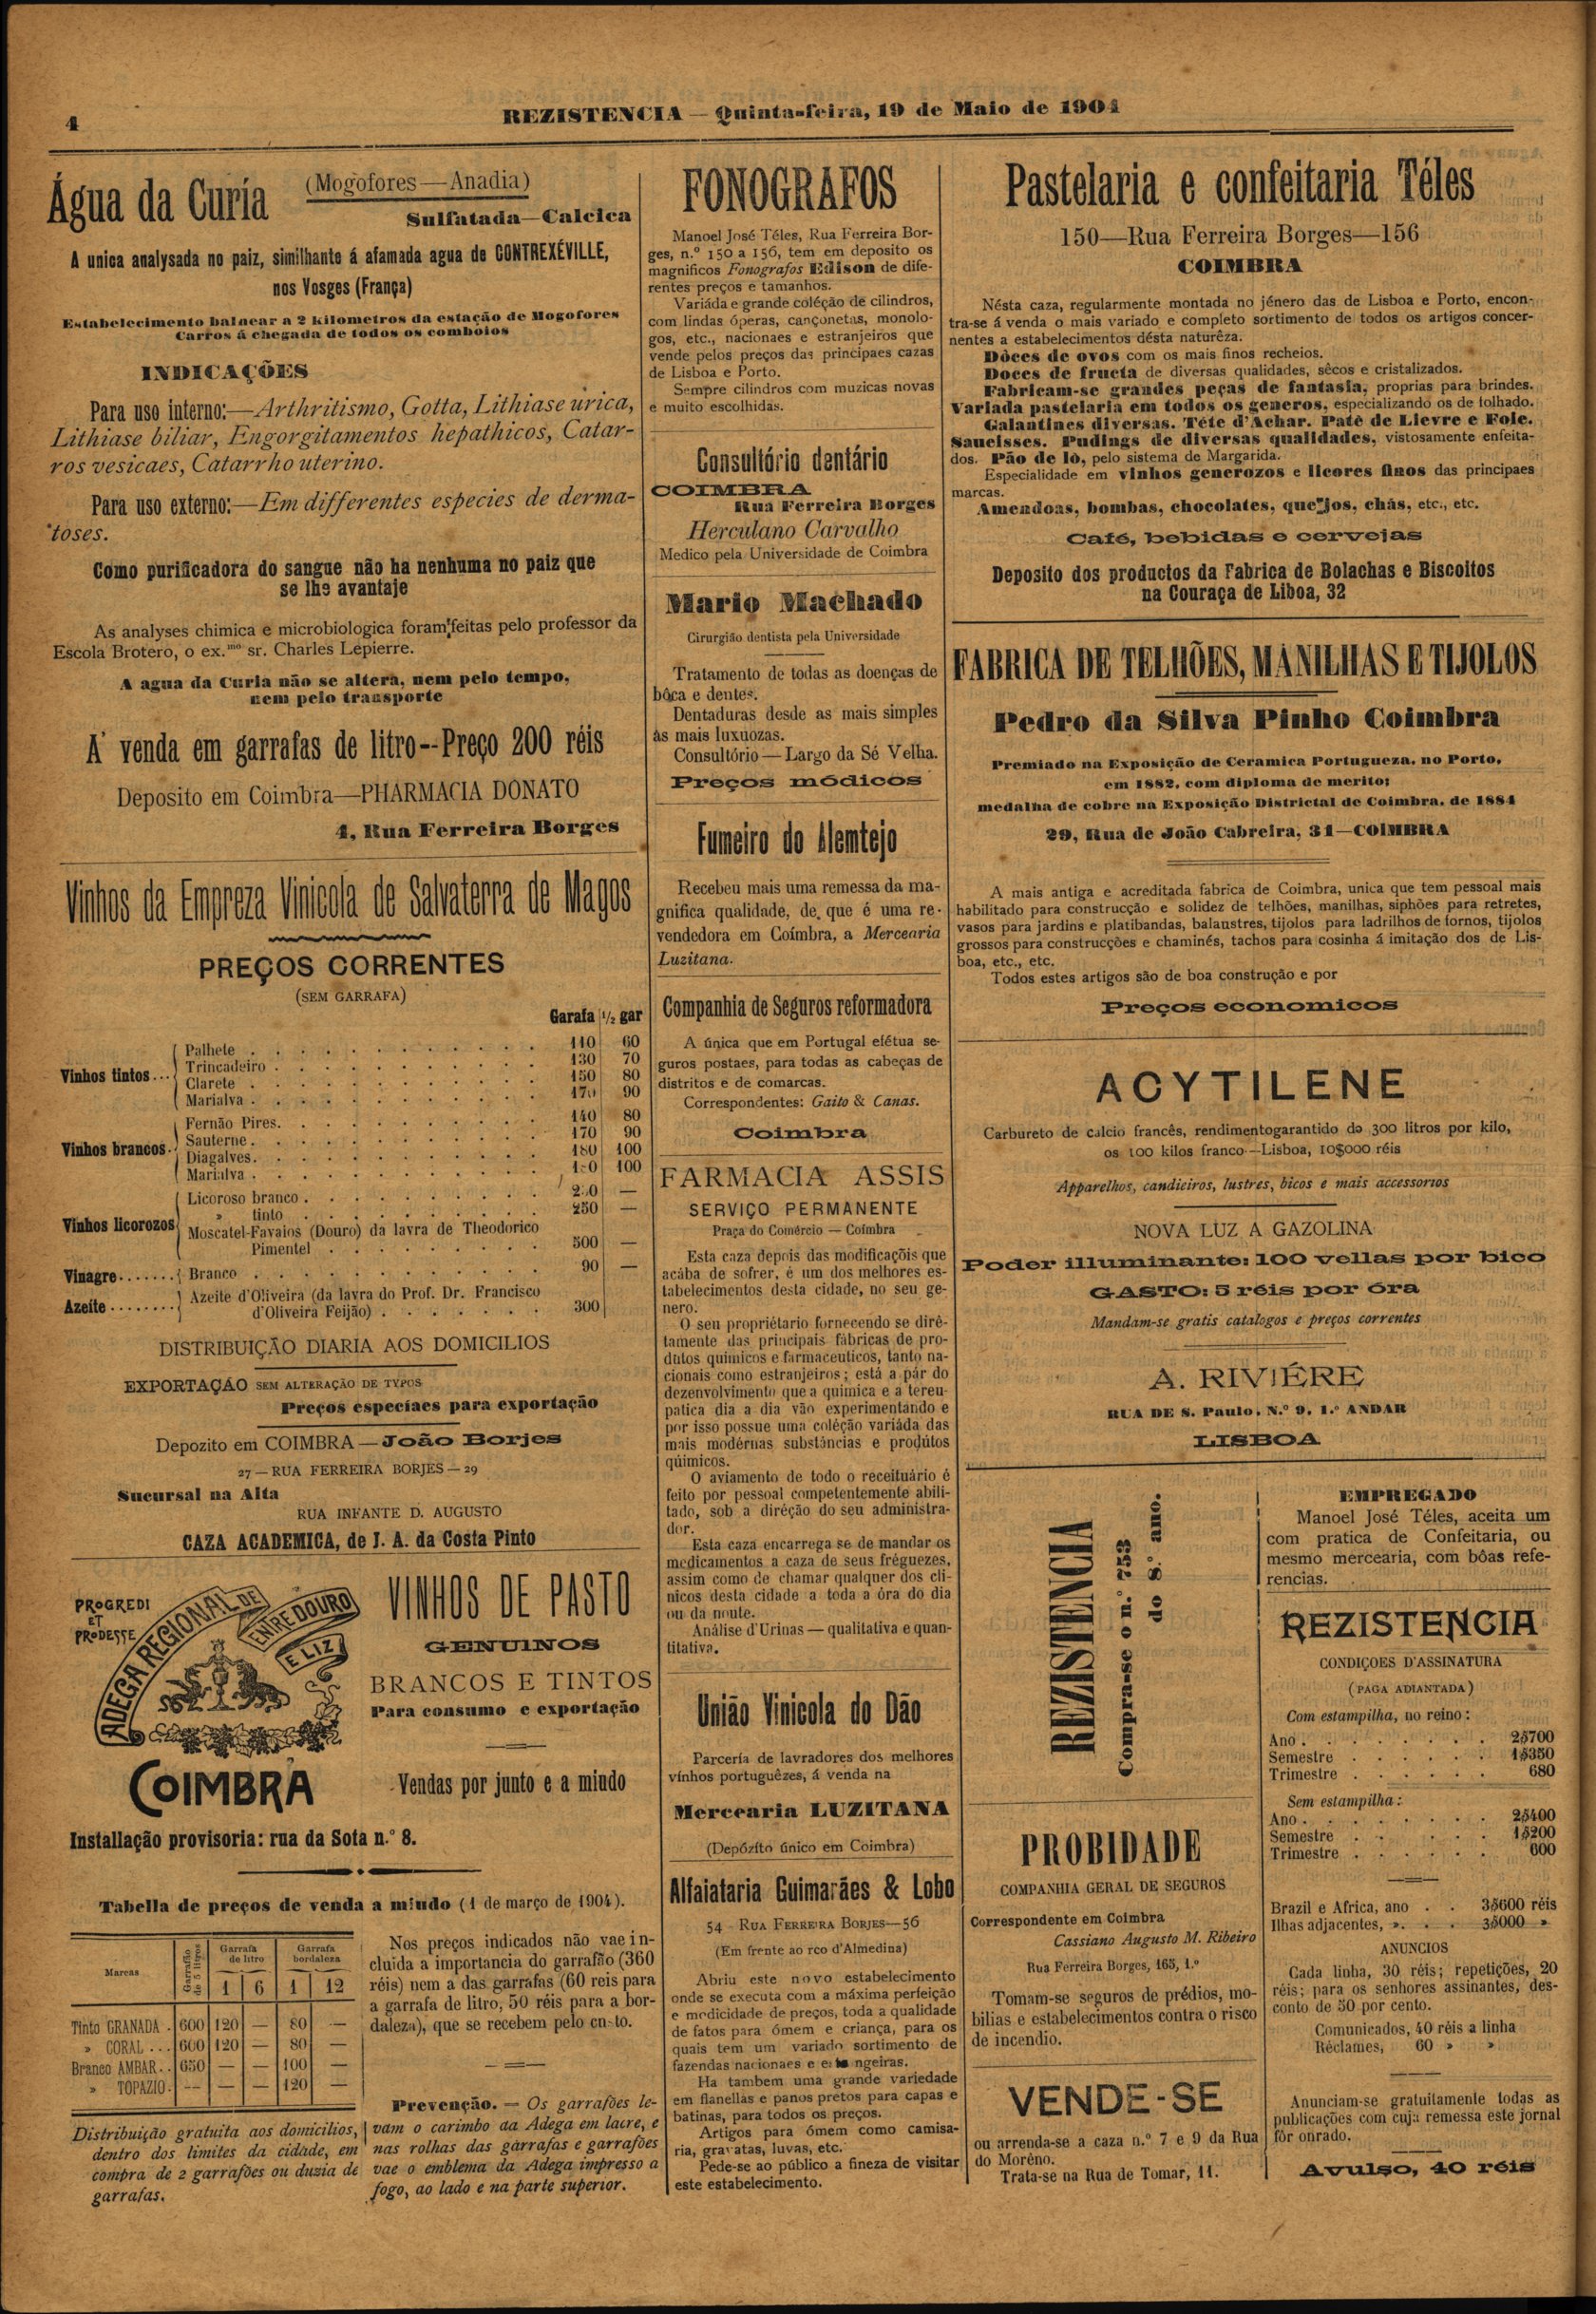 4
REZISTENCIA — Quinta-feira, 19 de Maio de 1904
Água da Curía (Mogofores—Anadia)
Sulfatada—Calcica
A unica analysada no paiz, similhante á afamada agua de CONTREXÉVILLE,
nos Vosges (França)
Estabelecimento balnear a 2 kilometros da estação de Mogofores
Carros á chegada de todos os comboios
INDICAÇÕES
Para uso interno:—Arthritismo, Gotta, Lithiase urica,
Lithiase biliar, Engorgitamentos hepathicos, Catar-
ros vesicaes, Catarrho uterino.
Para uso externo:—Em differentes especies de derma-
toses.
Como purificadora do sangue não ha nenhuma no paiz que
se lhe avantaje
As analyses chimica e microbiologica foram feitas pelo professor da
Escola Brotero, o ex.mo sr. Charles Lepierre.
A agua da Curia não se altera, nem pelo tempo,
nem pelo transporte
A' venda em garrafas de litro--Preço 200 réis
Deposito em Coimbra—PHARMACIA DONATO
4, Rua Ferreira Borges
Vinhos da Empreza Vinicola de Salvaterra de Magos
PREÇOS CORRENTES
(SEM GARRAFA)
Garafa 1/2 gar
Vinhos tintos... Palhete . . . 110 60
Trincadeiro . . . 130 70
Clarete . . . 150 80
Marialva . . . 170 90
Vinhos brancos. Fernão Pires. . . . 140 80
Sauterne . . . 170 90
Diagalves. . . . 180 100
Marialva . . . 100
Vinhos licorozos Licoroso branco . . . —
» tinto . . . 250 —
Moscatel-Favaios (Douro) da lavra de Theodorico
Pimentel . . . 500 —
Vinagre....... Branco . . . 90 —
Azeite......... Azeite d'Oliveira (da lavra do Prof. Dr. Francisco
d'Oliveira Feijão) . . . 300
DISTRIBUIÇÃO DIARIA AOS DOMICILIOS
EXPORTAÇÃO SEM ALTERAÇÃO DE TYPOS
Preços especiaes para exportação
Depozito em COIMBRA — João Borjes
27 — RUA FERREIRA BORJES — 29
Sucursal na Alta
RUA INFANTE D. AUGUSTO
CAZA ACADEMICA, de J. A. da Costa Pinto
PROGREDI
ET
PRODESSE
ADEGA REGIONAL DE
ENTRE DOURO
E LIZ
COIMBRA
VINHOS DE PASTO
GENUINOS
BRANCOS E TINTOS
Para consumo e exportação
Vendas por junto e a miudo
Installação provisoria: rua da Sota n.º 8.
Tabella de preços de venda a miudo (1 de março de 1904).
Marcas
Garrafão de 5 litros
Garrafa de litro
Garrafa bordaleza
1 6 1 12
Tinto GRANADA . 600 120 — 80 —
» CORAL ... 600 120 — 80 —
Branco AMBAR.. 650 — — 100 —
» TOPAZIO. — — — 120 —
Distribuição gratuita aos domicilios,
dentro dos limites da cidade, em
compra de 2 garrafões ou duzia de
garrafas.
Nos preços indicados não vae in-
cluida a importancia do garrafão (360
réis) nem a das garrafas (60 reis para
a garrafa de litro, 50 réis para a bor-
daleza), que se recebem pelo custo.
Prevenção. — Os garrafões le-
vam o carimbo da Adega em lacre, e
nas rolhas das garrafas e garrafões
vae o emblema da Adega impresso a
fogo, ao lado e na parte superior.
FONOGRAFOS
Manoel José Téles, Rua Ferreira Bor-
ges, n.º 150 a 156, tem em deposito os
magnificos Fonografos Edison de dife-
rentes preços e tamanhos.
Variáda e grande coléção de cilindros,
com lindas óperas, cançonetas, monolo-
gos, etc., nacionaes e estranjeiros que
vende pelos preços das principaes cazas
de Lisboa e Porto.
Sempre cilindros com muzicas novas
e muito escolhidas.
Consultório dentário
COIMBRA
Rua Ferreira Borges
Herculano Carvalho
Medico pela Universidade de Coimbra
Mario Machado
Cirurgião dentista pela Universidade
Tratamento de todas as doenças de
bôca e dentes.
Dentaduras desde as mais simples
ás mais luxuozas.
Consultório — Largo da Sé Velha.
Preços módicos
Fumeiro do Alemtejo
Recebeu mais uma remessa da ma-
gnifica qualidade, de que é uma re-
vendedora em Coímbra, a Mercearia
Luzitana.
Companhia de Seguros reformadora
A única que em Portugal efétua se-
guros postaes, para todas as cabeças de
distritos e de comarcas.
Correspondentes: Gaito & Canas.
Coimbra
FARMACIA ASSIS
SERVIÇO PERMANENTE
Praça do Comércio — Coímbra
Esta caza depois das modificaçõis que
acába de sofrer, é um dos melhores es-
tabelecimentos desta cidade, no seu ge-
nero.
O seu propriétario fornecendo se diré-
tamente das principais fábricas de pro-
dutos quimicos e farmaceuticos, tanto na-
cionais como estranjeiros; está a pár do
dezenvolvimento que a quimica e a tereu-
patica dia a dia vão experimentando e
por isso possue uma coléção variáda das
mais modérnas substâncias e produtos
químicos.
O aviamento de todo o receituário é
feito por pessoal competentemente abili-
tado, sob a diréção do seu administra-
dor.
Esta caza encarrega se de mandar os
medicamentos a caza de seus fréguezes,
assim como de chamar qualquer dos cli-
nicos desta cidade a toda a óra do dia
ou da noute.
Análise d'Urinas — qualitativa e quan-
titativa.
União Vinicola do Dão
Parcería de lavradores dos melhores
vínhos portuguêzes, á venda na
Mercearia LUZITANA
(Depózito único em Coimbra)
Alfaiataria Guimarães & Lobo
54 - RUA FERREIRA BORJES—56
(Em frente ao rco d'Almedina)
Abriu este novo estabelecimento
onde se executa com a máxima perfeição
e modicidade de preços, toda a qualidade
de fatos para ómem e criança, para os
quais tem um variado sortimento de
fazendas nacionaes e ngeiras.
Ha tambem uma grande variedade
em flanellas e panos pretos para capas e
batinas, para todos os preços.
Artigos para ómem como camisa-
ria, gravatas, luvas, etc.
Pede-se ao público a fineza de visitar
este estabelecimento.
Pastelaria e confeitaria Téles
150—Rua Ferreira Borges—156
COIMBRA
Nésta caza, regularmente montada no jénero das de Lisboa e Porto, encon-
tra-se á venda o mais variado e completo sortimento de todos os artigos concer-
nentes a estabelecimentos désta naturêza.
Dôces de ovos com os mais finos recheios.
Doces de fructa de diversas qualidades, sêcos e cristalizados.
Fabricam-se grandes peças de fantasia, proprias para brindes.
Variada pastelaria em todos os generos, especializando os de folhado.
Galantines diversas. Tête d'Achar. Patê de Lievre e Foie.
Saucisses. Pudings de diversas qualidades, vistosamente enfeita-
dos. Pão de ló, pelo sistema de Margarida.
Especialidade em vinhos generozos e licores finos das principaes
marcas.
Amendoas, bombas, chocolates, queijos, chás, etc., etc.
Café, bebidas e cervejas
Deposito dos productos da Fabrica de Bolachas e Biscoitos
na Couraça de Liboa, 32
FABRICA DE TELHÕES, MANILHAS E TIJOLOS
Pedro da Silva Pinho Coimbra
Premiado na Exposição de Ceramica Portugueza, no Porto,
em 1882, com diploma de merito;
medalha de cobre na Exposição Districtal de Coimbra, de 1884
29, Rua de João Cabreira, 31—COIMBRA
A mais antiga e acreditada fabrica de Coimbra, unica que tem pessoal mais
habilitado para construcção e solidez de telhões, manilhas, siphões para retretes,
vasos para jardins e platibandas, balaustres, tijolos para ladrilhos de fornos, tijolos
grossos para construcções e chaminés, tachos para cosinha á imitação dos de Lis-
boa, etc., etc.
Todos estes artigos são de boa construção e por
Preços economicos
ACYTILENE
Carbureto de calcio francês, rendimentogarantido do 300 litros por kilo,
os 100 kilos franco—Lisboa, 10$000 réis
Apparelhos, candieiros, lustres, bicos e mais accessorios
NOVA LUZ A GAZOLINA
Poder illuminante: 100 vellas por bico
GASTO: 5 réis por óra
Mandam-se gratis catalogos e preços correntes
A. RIVIÉRE
RUA DE S. Paulo, N.º 9, 1.º ANDAR
LISBOA
REZISTENCIA
Compra-se o n.º 753
do 8.º ano.
PROBIDADE
COMPANHIA GERAL DE SEGUROS
Correspondente em Coimbra
Cassiano Augusto M. Ribeiro
Rua Ferreira Borges, 165, 1.º
Tomam-se seguros de prédios, mo-
bilias e estabelecimentos contra o risco
de incendio.
VENDE-SE
ou arrenda-se a caza n.º 7 e 9 da Rua
do Moréno.
Trata-se na Rua de Tomar, 11.
EMPREGADO
Manoel José Téles, aceita um
com pratica de Confeitaria, ou
mesmo mercearia, com bôas refe-
rencias.
REZISTENCIA
CONDIÇOES D'ASSINATURA
(PAGA ADIANTADA)
Com estampilha, no reino:
Ano . . . 2$700
Semestre . . . 1$350
Trimestre . . . 680
Sem estampilha:
Ano . . . 2$400
Semestre . . . 1$200
Trimestre . . . 600
Brazil e Africa, ano . . 3$600 réis
Ilhas adjacentes, ». . . 3$000 »
ANUNCIOS
Cada linha, 30 réis; repetições, 20
réis; para os senhores assinantes, des-
conto de 50 por cento.
Comunicados, 40 réis a linha
Réclames, 60 » »
Anunciam-se gratuitamente todas as
publicações com cuja remessa este jornal
fôr onrado.
Avulso, 40 réis